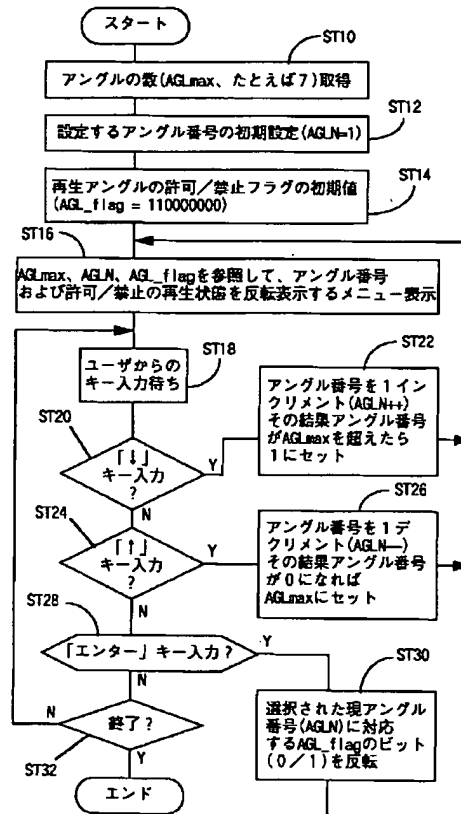 スタート
ST10
アングルの数(AGLmax、たとえば7)取得
ST12
設定するアングル番号の初期設定(AGLN=1)
ST14
再生アングルの許可/禁止フラグの初期値
(AGL_flag = 110000000)
ST16
AGLmax、AGLN、AGL_flagを参照して、アングル番号
および許可/禁止の再生状態を反転表示するメニュー表示
ST18
ユーザからの
キー入力待ち
ST20
「↓」
キー入力
?
Y
N
ST22
アングル番号を1イン
クリメント(AGLN++)
その結果アングル番号
がAGLmaxを超えたら
1にセット
ST24
「↑」
キー入力
?
Y
N
ST26
アングル番号を1デ
クリメント(AGLN--)
その結果アングル番号
が0になれば
AGLmaxにセット
ST28
「エンター」キー入力?
Y
N
ST30
選択された現アングル
番号(AGLN)に対応
するAGL_flagのビット
(0/1)を反転
N
終了?
ST32
Y
エンド